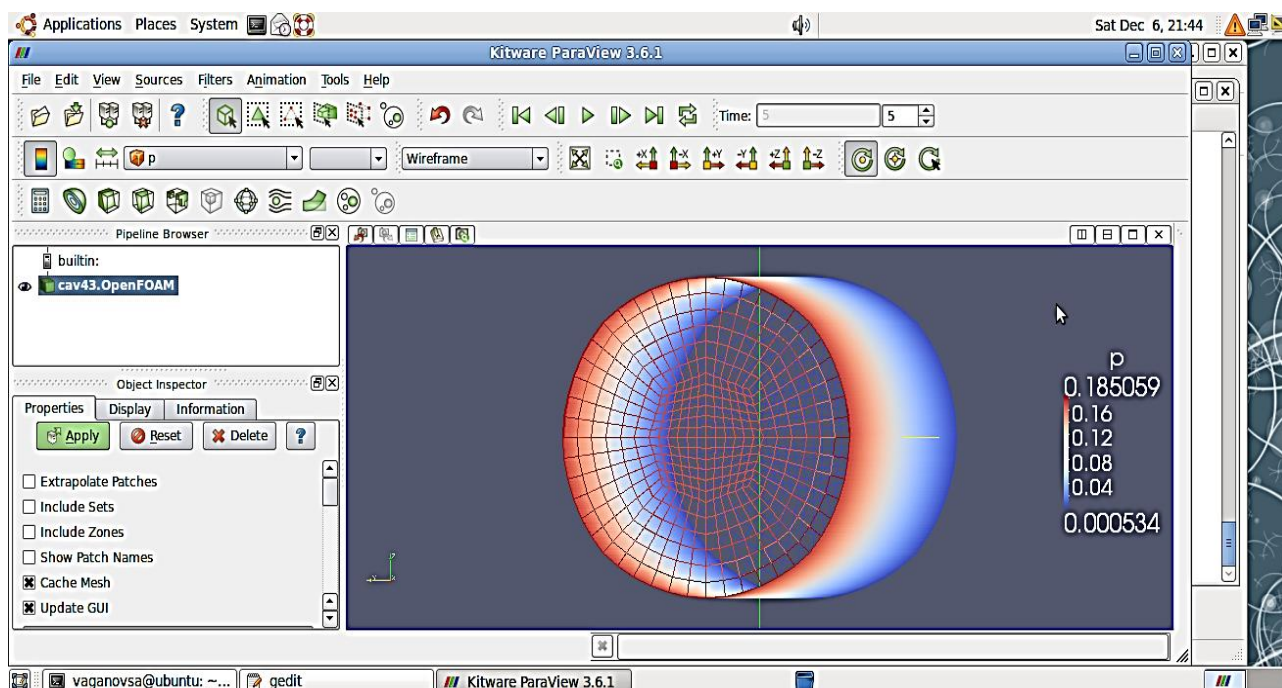 Applications Places System Sat Dec 6, 21:44
Kitware ParaView 3.6.1
File Edit View Sources Filters Animation Tools Help
? Time: 5 5
+X -X +Y -Y +Z -Z
p Wireframe
Pipeline Browser
builtin:
cav43.OpenFOAM
Object Inspector
Properties Display Information
Apply Reset Delete ?
Extrapolate Patches
Include Sets
Include Zones
Show Patch Names
Cache Mesh
Update GUI
p
0.185059
0.16
0.12
0.08
0.04
0.000534
vaganovsa@ubuntu: ~... gedit Kitware ParaView 3.6.1